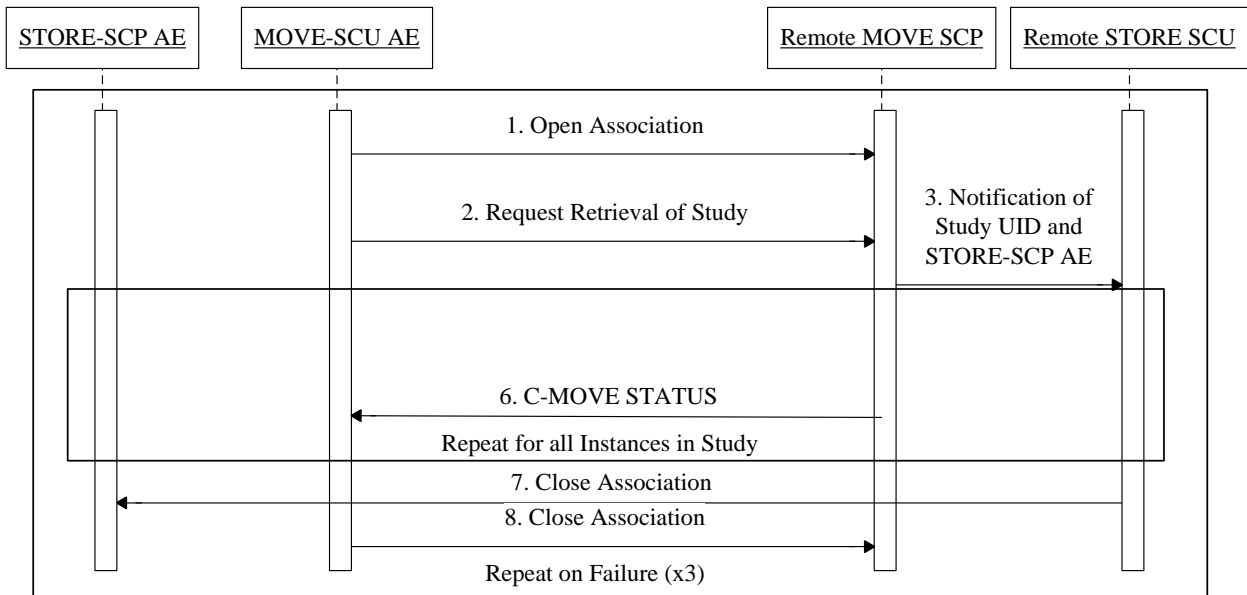 STORE-SCP AE
MOVE-SCU AE
Remote MOVE SCP
Remote STORE SCU
1. Open Association
2. Request Retrieval of Study
3. Notification of
Study UID and
STORE-SCP AE
6. C-MOVE STATUS
Repeat for all Instances in Study
7. Close Association
8. Close Association
Repeat on Failure (x3)